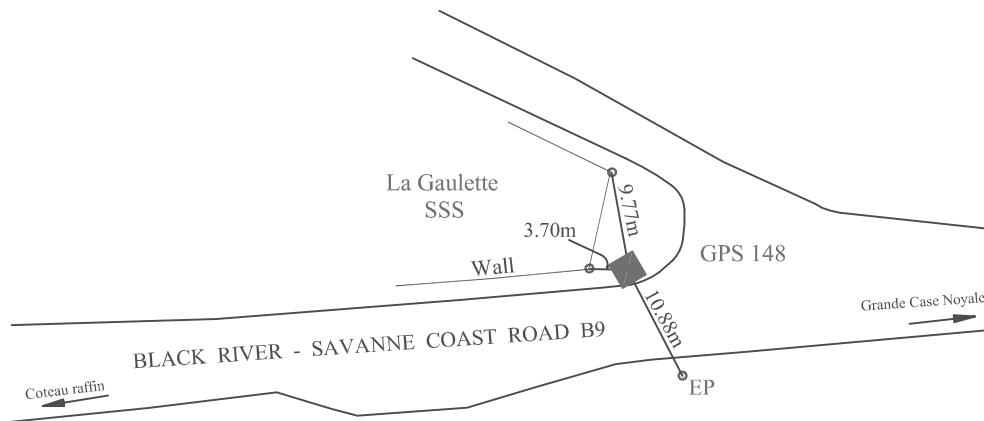 La Gaulette
SSS
9.77m
3.70m
GPS 148
Wall
10.88m
Grande Case Noyale
BLACK RIVER - SAVANNE COAST ROAD B9
Coteau raffin
EP